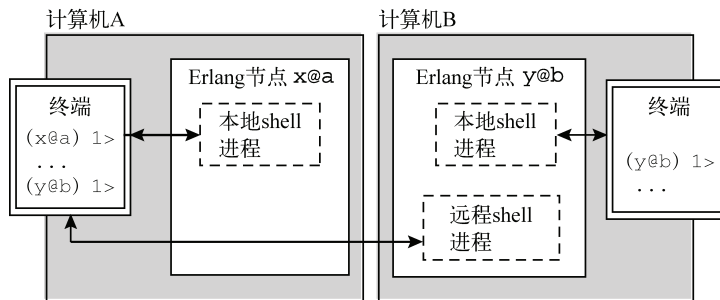 计算机A
计算机B
Erlang节点 x@a
Erlang节点 y@b
终端
(x@a) 1>
...
(y@b) 1>
本地shell
进程
本地shell
进程
远程shell
进程
终端
(y@b) 1>
...